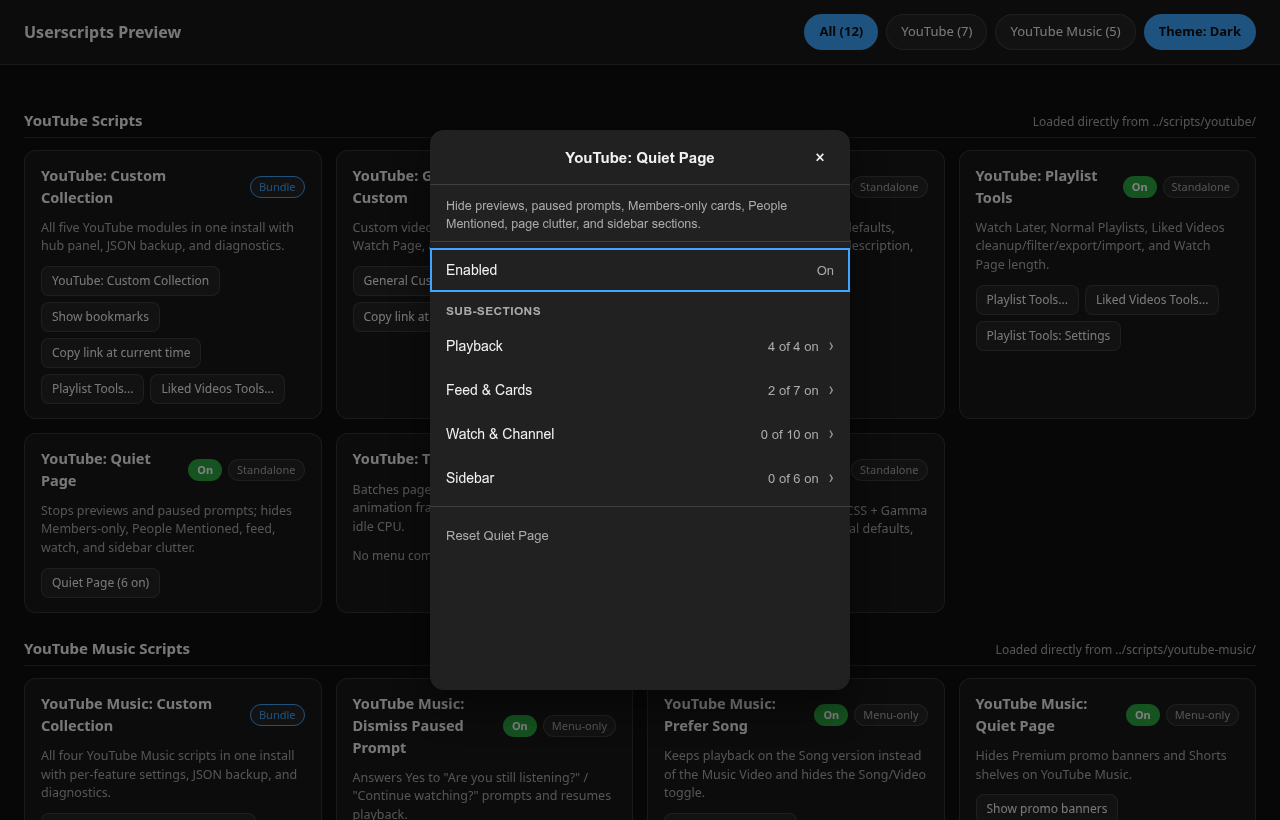 Userscripts Preview
All (12)
YouTube (7)
YouTube Music (5)
Theme: Dark
YouTube Scripts
Loaded directly from ../scripts/youtube/
YouTube: Custom
Collection
Bundle
All five YouTube modules in one install with
hub panel, JSON backup, and diagnostics.
YouTube: Custom Collection
Show bookmarks
Copy link at current time
Playlist Tools...
Liked Videos Tools...
YouTube:
Custom
Custom
Watch Page,
General
Copy link at
Standalone
YouTube: Playlist
Tools
On
Standalone
Watch Later, Normal Playlists, Liked Videos
cleanup/filter/export/import, and Watch
Page length.
Playlist Tools...
Liked Videos Tools...
Playlist Tools: Settings
YouTube: Quiet Page
×
Hide previews, paused prompts, Members-only cards, People
Mentioned, page clutter, and sidebar sections.
Enabled
On
SUB-SECTIONS
Playback
4 of 4 on ›
Feed & Cards
2 of 7 on ›
Watch & Channel
0 of 10 on ›
Sidebar
0 of 6 on ›
Reset Quiet Page
YouTube: Quiet
Page
On
Standalone
Stops previews and paused prompts; hides
Members-only, People Mentioned, feed,
watch, and sidebar clutter.
Quiet Page (6 on)
YouTube:
Batches page
animation
idle CPU.
No menu
Standalone
CSS + Gamma
defaults,
YouTube Music Scripts
Loaded directly from ../scripts/youtube-music/
YouTube Music: Custom
Collection
Bundle
All four YouTube Music scripts in one install
with per-feature settings, JSON backup, and
diagnostics.
YouTube Music:
Dismiss Paused
Prompt
On
Menu-only
Answers Yes to "Are you still listening?" /
"Continue watching?" prompts and resumes
playback.
YouTube Music:
Prefer Song
On
Menu-only
Keeps playback on the Song version instead
of the Music Video and hides the Song/Video
toggle.
YouTube Music:
Quiet Page
On
Menu-only
Hides Premium promo banners and Shorts
shelves on YouTube Music.
Show promo banners